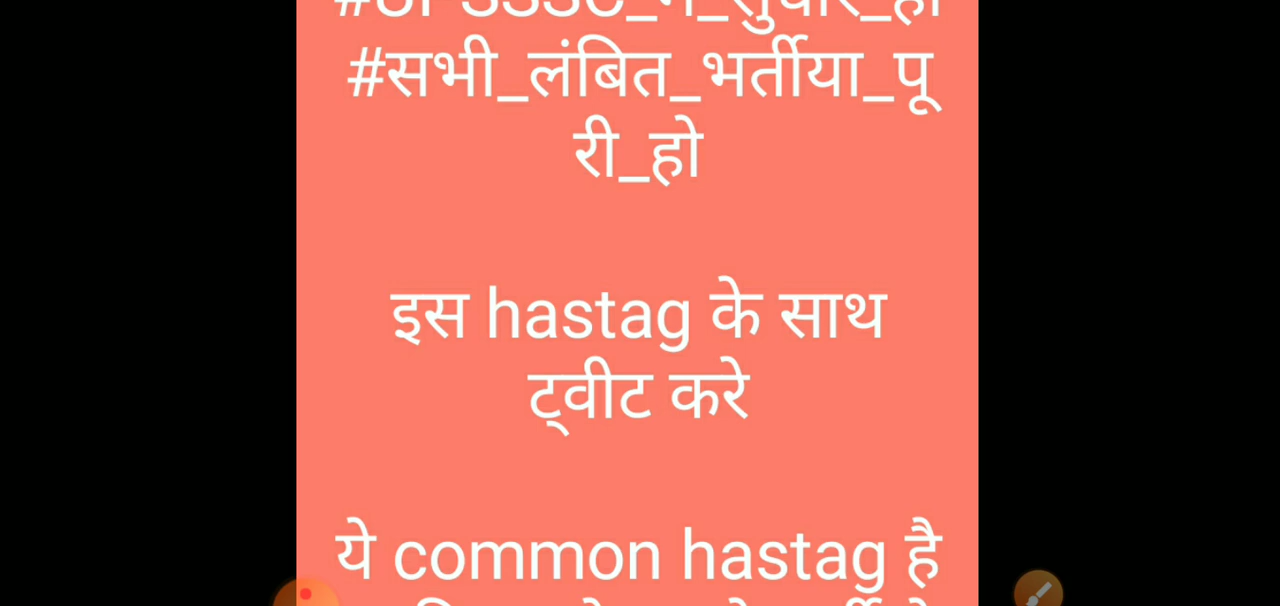 #सभी_लंबित_भर्तीया_पू
री_हो
इस hastag के साथ
ट्वीट करे
ये common hastag है